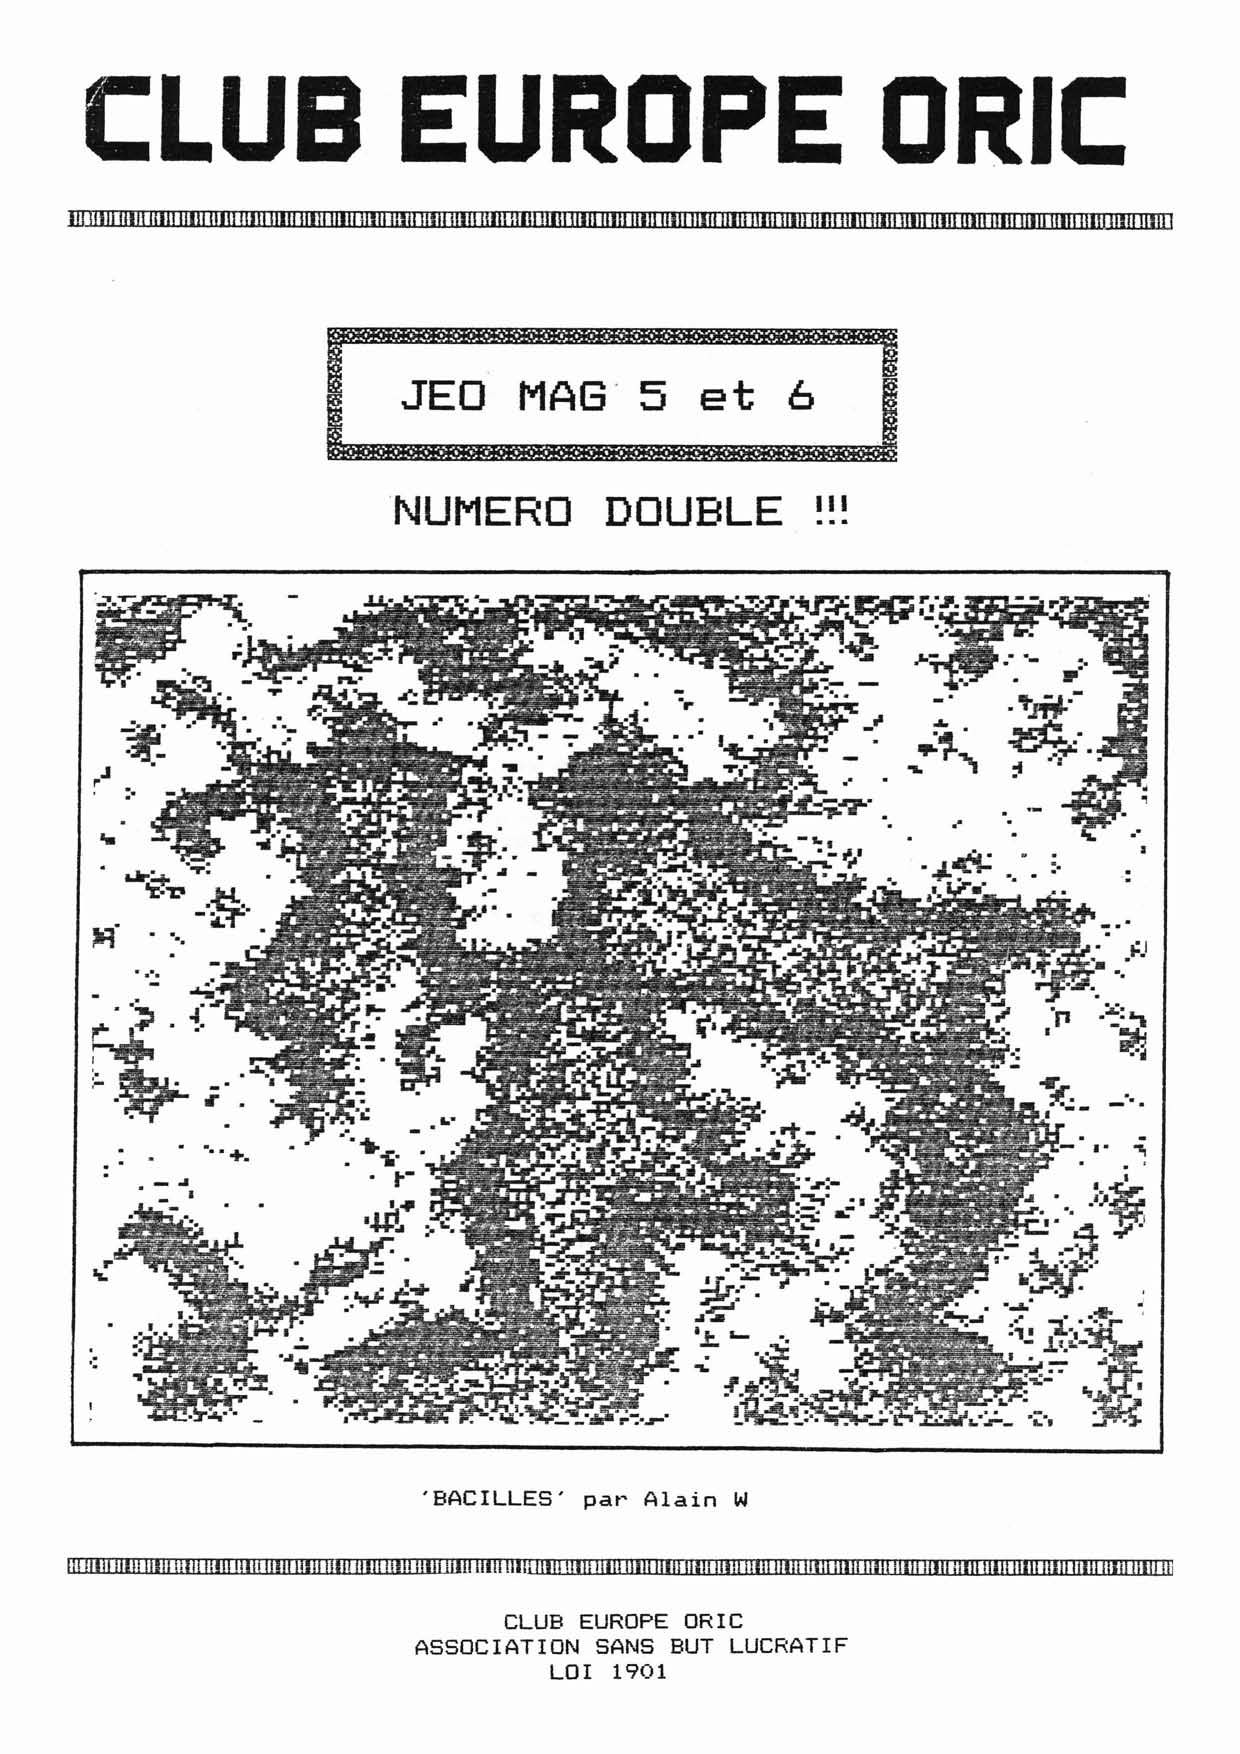 CLUB EUROPE ORIC
JEO MAG 5 et 6
NUMERO DOUBLE !!!
'BACILLES' par Alain W
CLUB EUROPE ORIC
ASSOCIATION SANS BUT LUCRATIF
LOI 1901